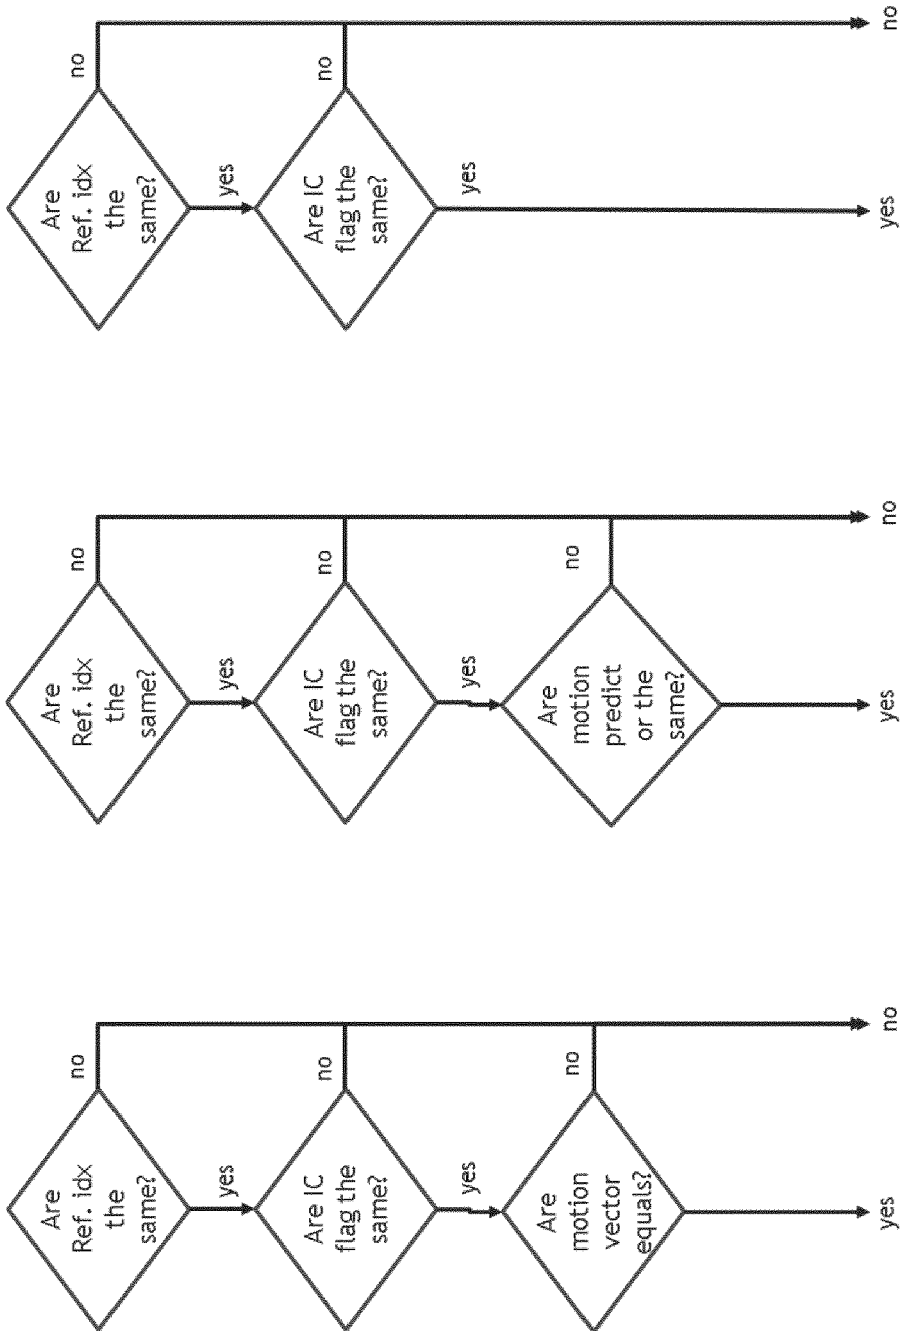 Are
Ref. idx
the
same?
no
yes
Are IC
flag the
same?
no
yes
Are
motion
vector
equals?
no
yes
no
Are
Ref. idx
the
same?
no
yes
Are IC
flag the
same?
no
yes
Are
motion
predict
or the
same?
no
yes
no
Are
Ref. idx
the
same?
no
yes
Are IC
flag the
same?
no
yes
yes
no